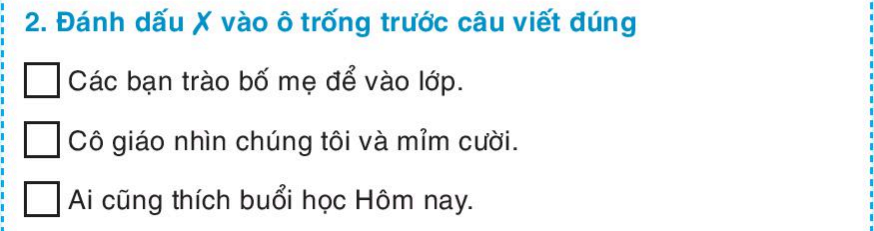 2. Đánh dấu ✗ vào ô trống trước câu viết đúng
Các bạn trào bố mẹ để vào lớp.
Cô giáo nhìn chúng tôi và mỉm cười.
Ai cũng thích buổi học Hôm nay.